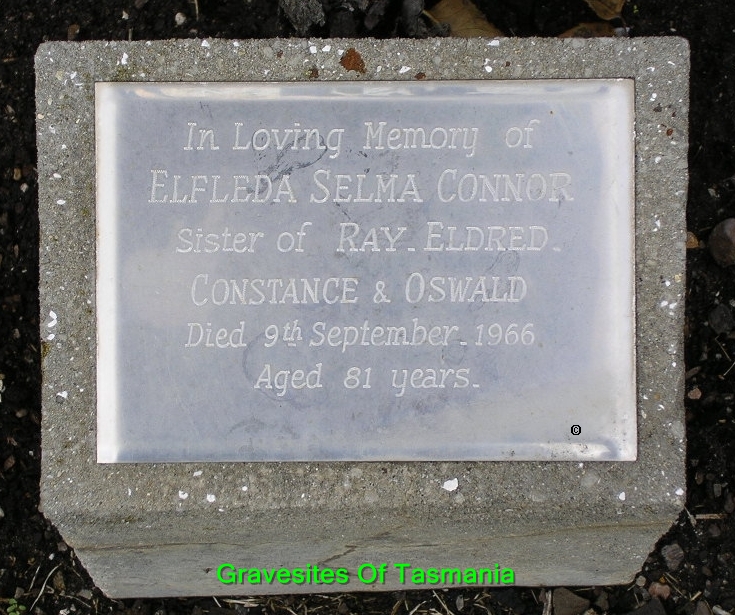 In Loving Memory of
ELFLEDA SELMA CONNOR
Sister of RAY. ELDRED.
CONSTANCE & OSWALD
Died 9th September. 1966
Aged 81 years.
©
Gravesites Of Tasmania